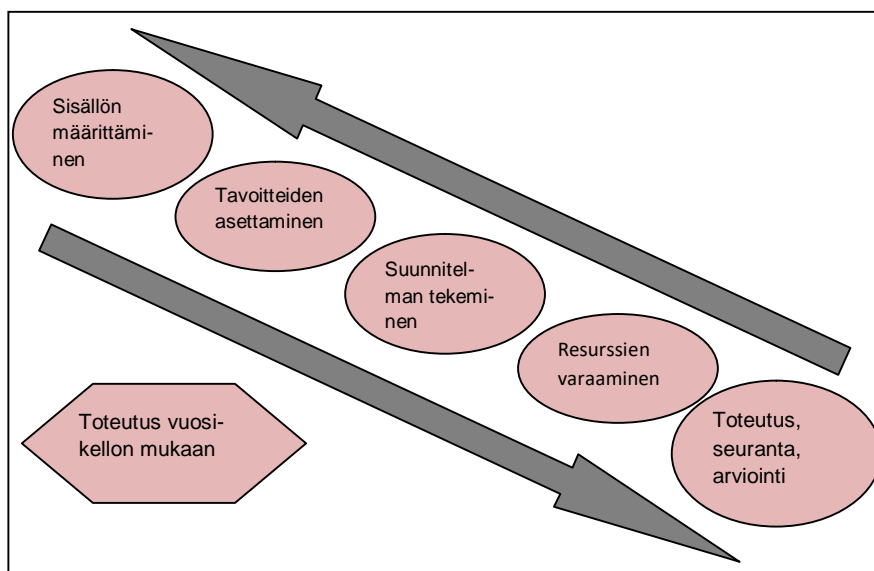 Sisällön
määrittämi-
nen
Tavoitteiden
asettaminen
Suunnitel-
man tekemi-
nen
Resurssien
varaaminen
Toteutus,
seuranta,
arviointi
Toteutus vuosi-
kellon mukaan